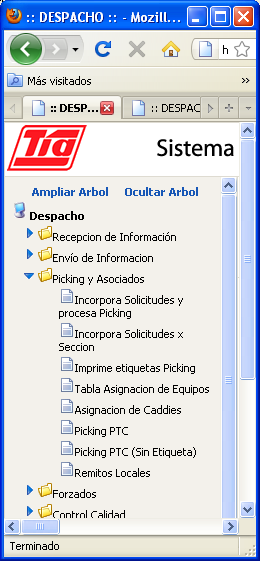 :: DESPACHO :: - Mozill...
h
Más visitados
:: DESP...
:: DESPAC
Tia
Sistema
Ampliar Arbol Ocultar Arbol
Despacho
Recepcion de Información
Envío de Informacion
Picking y Asociados
Incorpora Solicitudes y
procesa Picking
Incorpora Solicitudes x
Seccion
Imprime etiquetas Picking
Tabla Asignacion de Equipos
Asignacion de Caddies
Picking PTC
Picking PTC (Sin Etiqueta)
Remitos Locales
Forzados
Control Calidad
Terminado